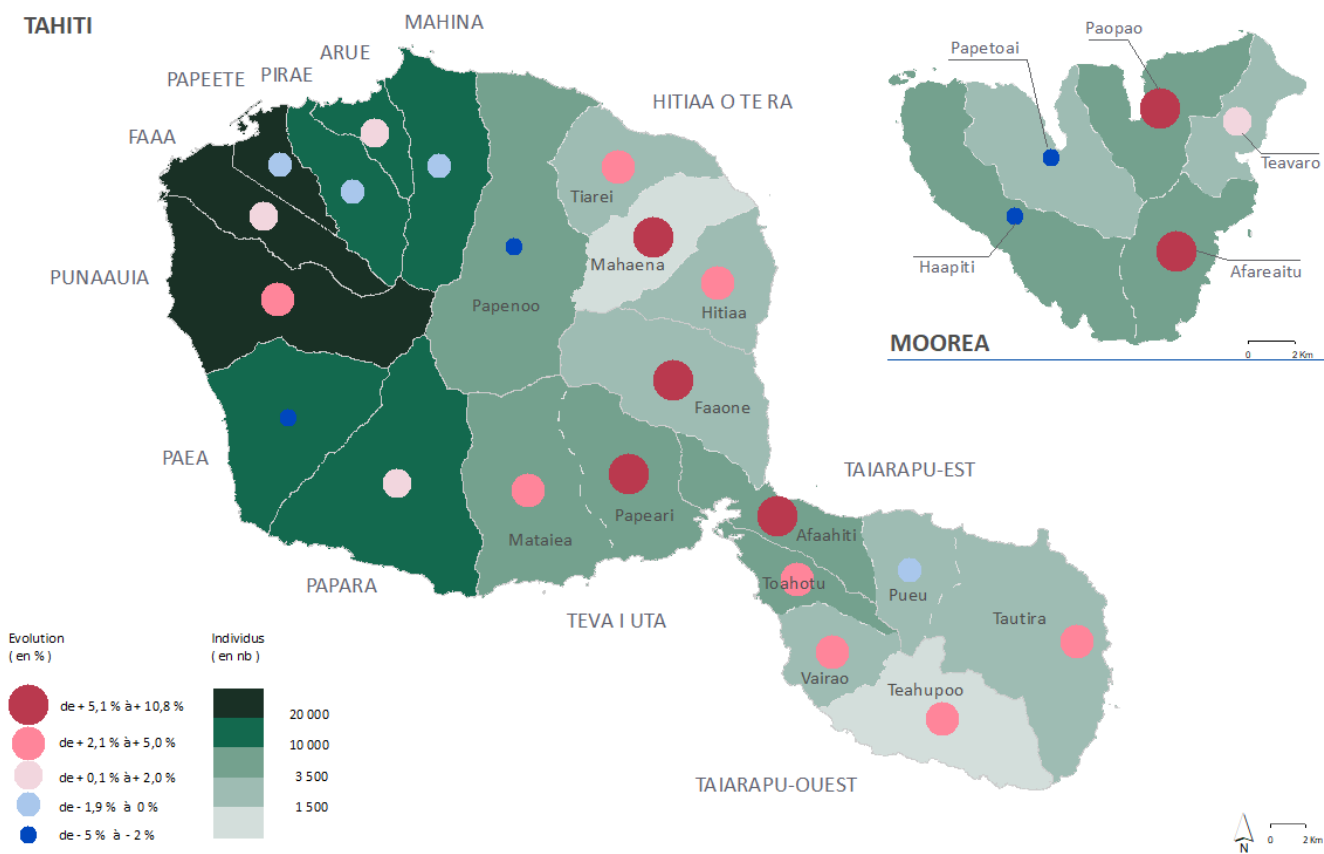 TAHITI
MAHINA
ARUE
PIRAE
PAPEETE
FAAA
PUNAAUIA
PAEA
PAPARA
HITIAA O TE RA
Tiarei
Mahaena
Hitiaa
Papenoo
Faaone
Mataiea
Papeari
TEVA I UTA
TAIARAPU-EST
Afaahiti
Toahotu
Pueu
Tautira
Vairao
Teahupoo
TAIARAPU-OUEST
Paopao
Papetoai
Teavaro
Haapiti
Afareaitu
MOOREA
0 2 Km
Evolution
( en % )
de + 5,1 % à + 10,8 %
de + 2,1 % à + 5,0 %
de + 0,1 % à + 2,0 %
de - 1,9 % à 0 %
de - 5 % à - 2 %
Individus
( en nb )
20 000
10 000
3 500
1 500
N
0 2 Km